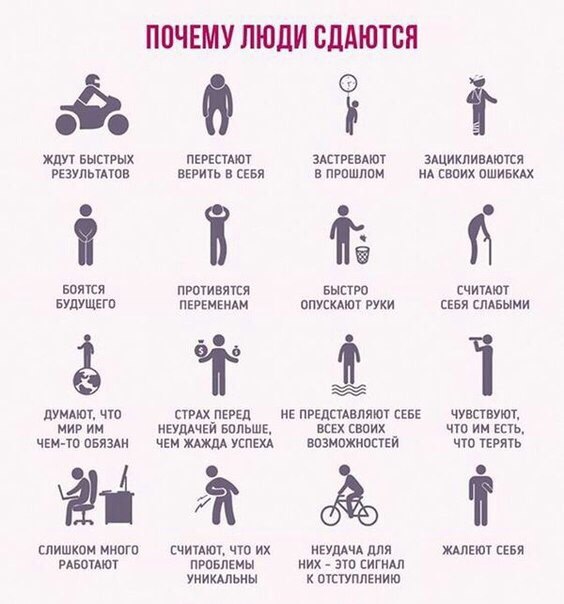 ПОЧЕМУ ЛЮДИ СДАЮТСЯ
ЖДУТ БЫСТРЫХ
РЕЗУЛЬТАТОВ
ПЕРЕСТАЮТ
ВЕРИТЬ В СЕБЯ
ЗАСТРЕВАЮТ
В ПРОШЛОМ
ЗАЦИКЛИВАЮТСЯ
НА СВОИХ ОШИБКАХ
БОЯТСЯ
БУДУЩЕГО
ПРОТИВЯТСЯ
ПЕРЕМЕНАМ
БЫСТРО
ОПУСКАЮТ РУКИ
СЧИТАЮТ
СЕБЯ СЛАБЫМИ
ДУМАЮТ, ЧТО
МИР ИМ
ЧЕМ-ТО ОБЯЗАН
$
$
СТРАХ ПЕРЕД
НЕУДАЧЕЙ БОЛЬШЕ,
ЧЕМ ЖАЖДА УСПЕХА
НЕ ПРЕДСТАВЛЯЮТ СЕБЕ
ВСЕХ СВОИХ
ВОЗМОЖНОСТЕЙ
ЧУВСТВУЮТ,
ЧТО ИМ ЕСТЬ,
ЧТО ТЕРЯТЬ
СЛИШКОМ МНОГО
РАБОТАЮТ
СЧИТАЮТ, ЧТО ИХ
ПРОБЛЕМЫ
УНИКАЛЬНЫ
НЕУДАЧА ДЛЯ
НИХ - ЭТО СИГНАЛ
К ОТСТУПЛЕНИЮ
ЖАЛЕЮТ СЕБЯ